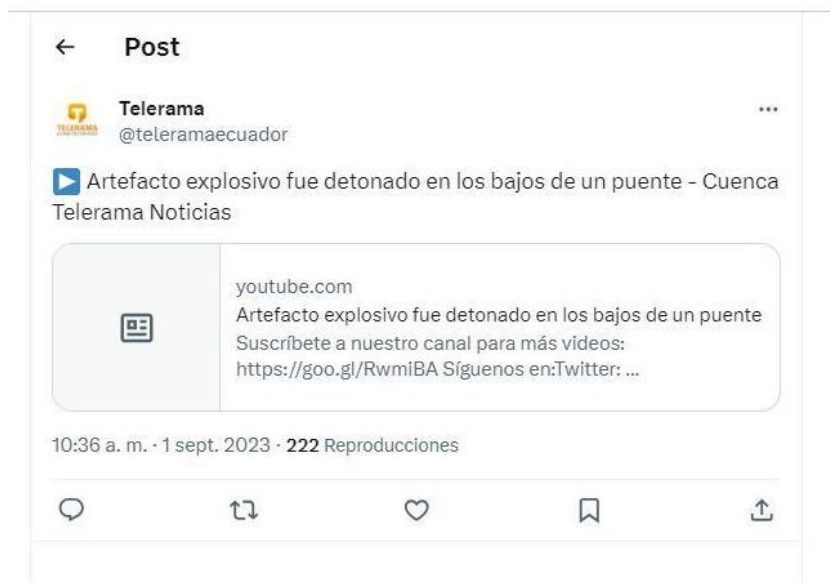 Post
Telerama
@teleramaecuador
Artefacto explosivo fue detonado en los bajos de un puente - Cuenca
Telerama Noticias
youtube.com
Artefacto explosivo fue detonado en los bajos de un puente
Suscríbete a nuestro canal para más videos:
https://goo.gl/RwmiBA Síguenos en:Twitter: ...
10:36 a. m. · 1 sept. 2023 · 222 Reproducciones